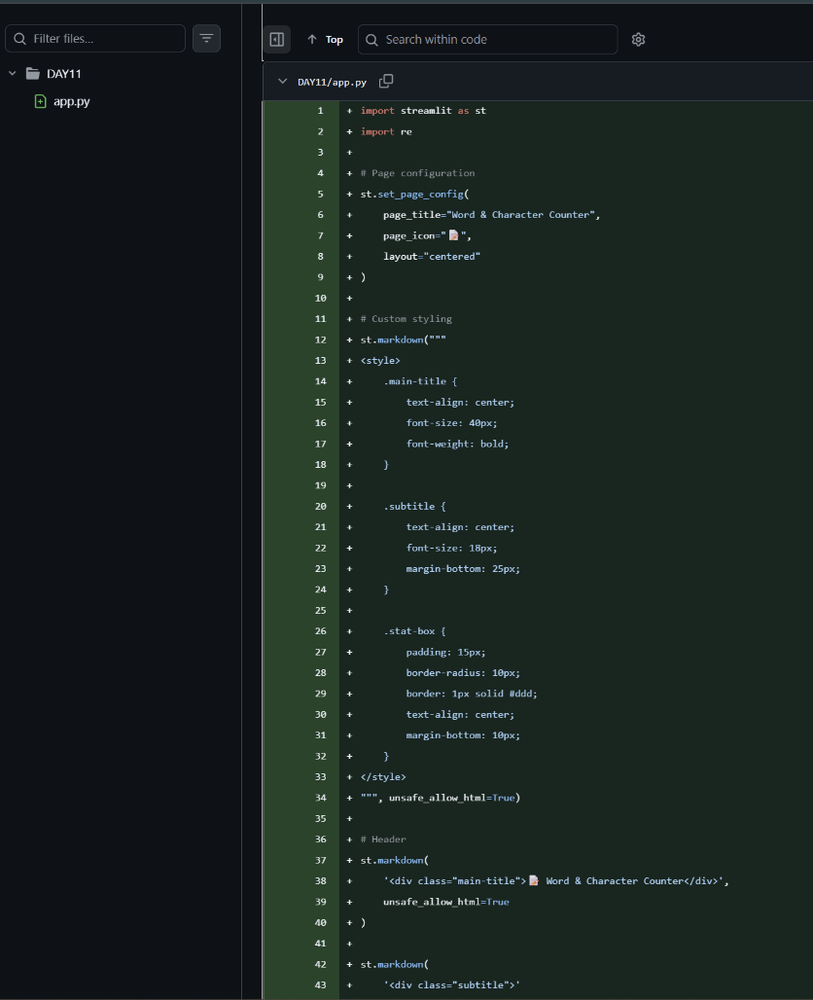 Filter files...
DAY11
app.py
Top
Search within code
DAY11/app.py
1 + import streamlit as st
2 + import re
3 +
4 + # Page configuration
5 + st.set_page_config(
6 +     page_title="Word & Character Counter",
7 +     page_icon="📝",
8 +     layout="centered"
9 + )
10 +
11 + # Custom styling
12 + st.markdown("""
13 + <style>
14 +     .main-title {
15 +         text-align: center;
16 +         font-size: 40px;
17 +         font-weight: bold;
18 +     }
19 +
20 +     .subtitle {
21 +         text-align: center;
22 +         font-size: 18px;
23 +         margin-bottom: 25px;
24 +     }
25 +
26 +     .stat-box {
27 +         padding: 15px;
28 +         border-radius: 10px;
29 +         border: 1px solid #ddd;
30 +         text-align: center;
31 +         margin-bottom: 10px;
32 +     }
33 + </style>
34 + """, unsafe_allow_html=True)
35 +
36 + # Header
37 + st.markdown(
38 +     '<div class="main-title">📝 Word & Character Counter</div>',
39 +     unsafe_allow_html=True
40 + )
41 +
42 + st.markdown(
43 +     '<div class="subtitle">'